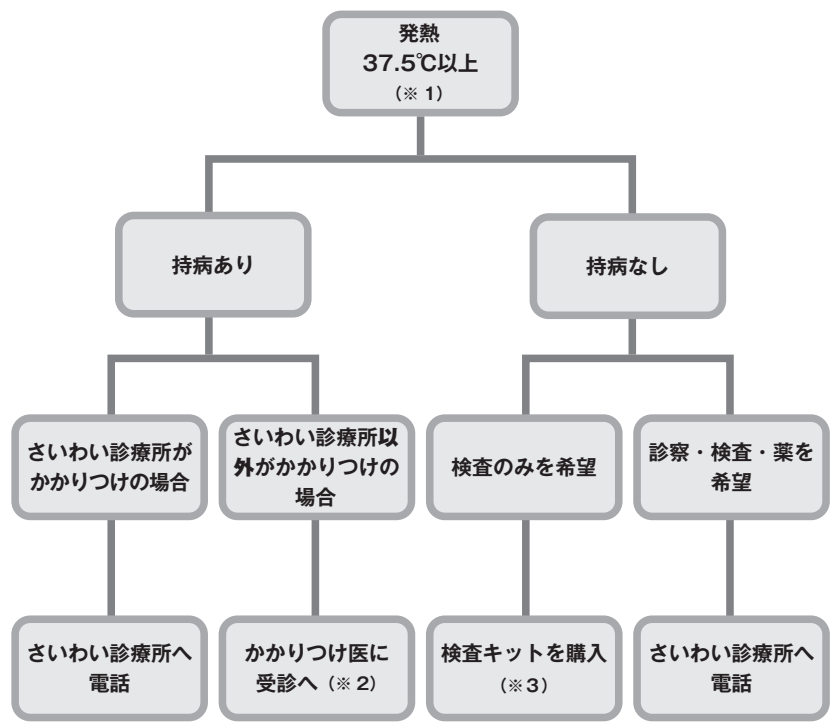 発熱
37.5℃以上
（※ 1）
持病あり
持病なし
さいわい診療所が
かかりつけの場合
さいわい診療所以
外がかかりつけの
場合
検査のみを希望
診察・検査・薬を
希望
さいわい診療所へ
電話
かかりつけ医に
受診へ（※ 2）
検査キットを購入
（※3）
さいわい診療所へ
電話